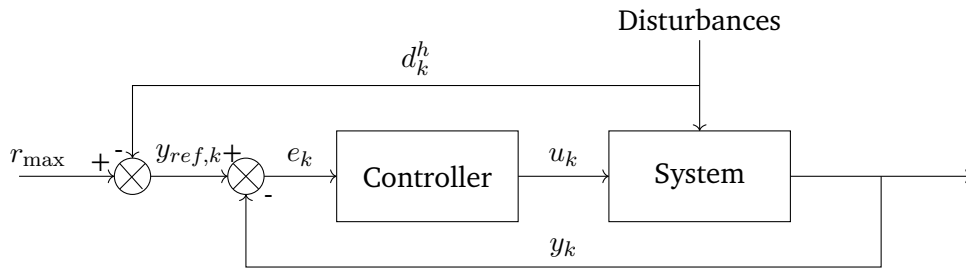 Disturbances
d_k^h
-
r_max + y_ref,k + e_k Controller u_k System
-
y_k